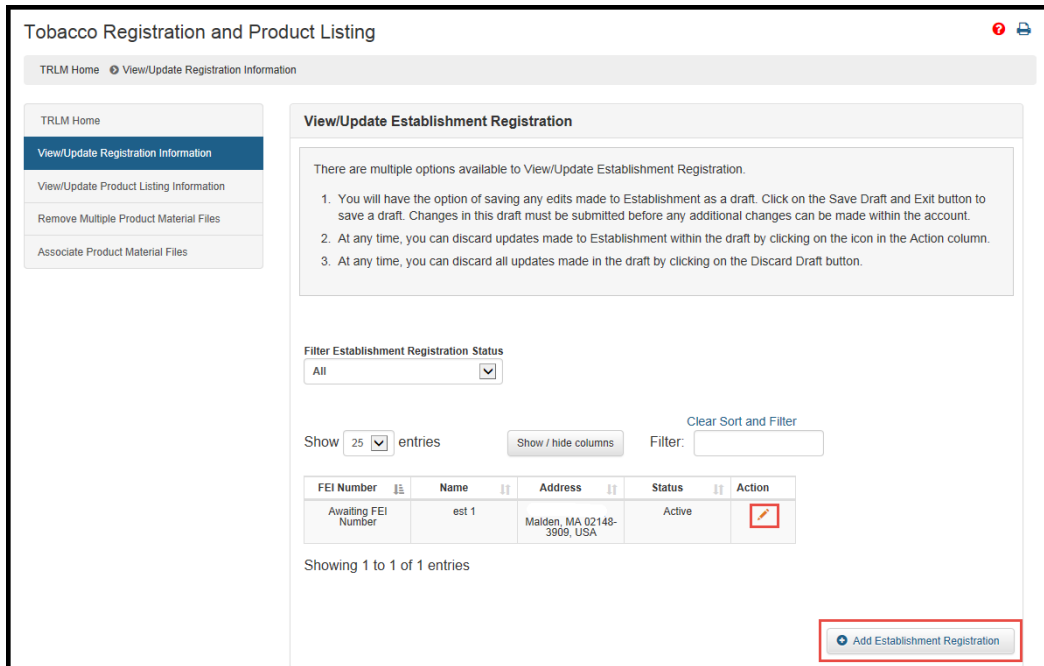 Tobacco Registration and Product Listing
TRLM Home View/Update Registration Information
TRLM Home
View/Update Registration Information
View/Update Product Listing Information
Remove Multiple Product Material Files
Associate Product Material Files
View/Update Establishment Registration
There are multiple options available to View/Update Establishment Registration.
1. You will have the option of saving any edits made to Establishment as a draft. Click on the Save Draft and Exit button to
save a draft. Changes in this draft must be submitted before any additional changes can be made within the account.
2. At any time, you can discard updates made to Establishment within the draft by clicking on the icon in the Action column.
3. At any time, you can discard all updates made in the draft by clicking on the Discard Draft button.
Filter Establishment Registration Status
All
Clear Sort and Filter
Show 25 entries Show / hide columns Filter:
FEI Number Name Address Status Action
Awaiting FEI est 1 Active
Number Malden, MA 02148-
3909, USA
Showing 1 to 1 of 1 entries
Add Establishment Registration